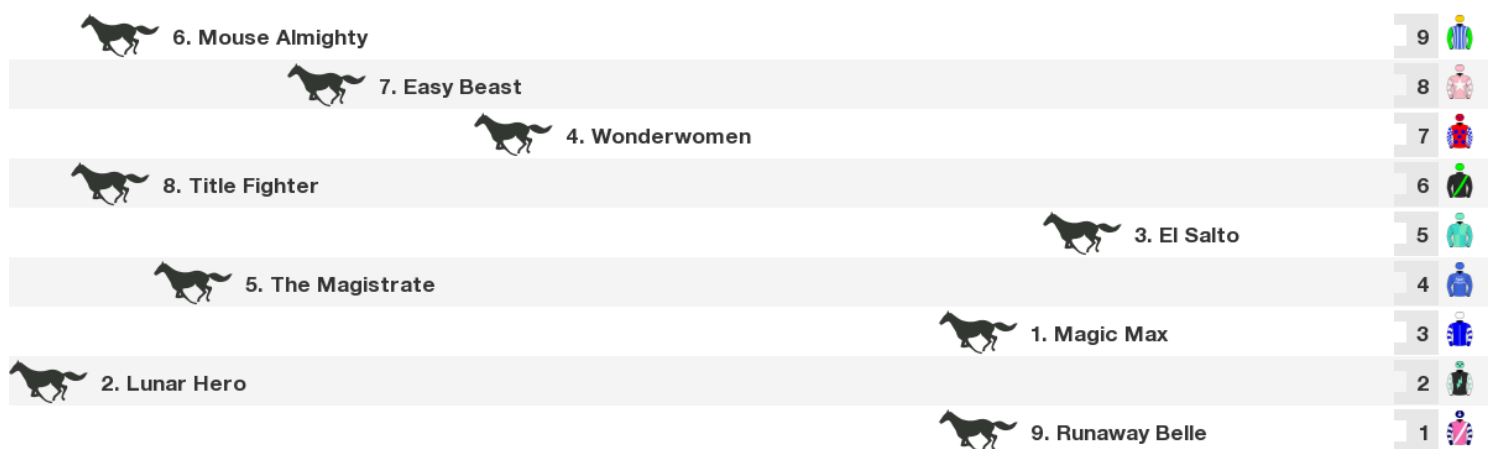 6. Mouse Almighty 9
7. Easy Beast 8
4. Wonderwomen 7
8. Title Fighter 6
3. El Salto 5
5. The Magistrate 4
1. Magic Max 3
2. Lunar Hero 2
9. Runaway Belle 1